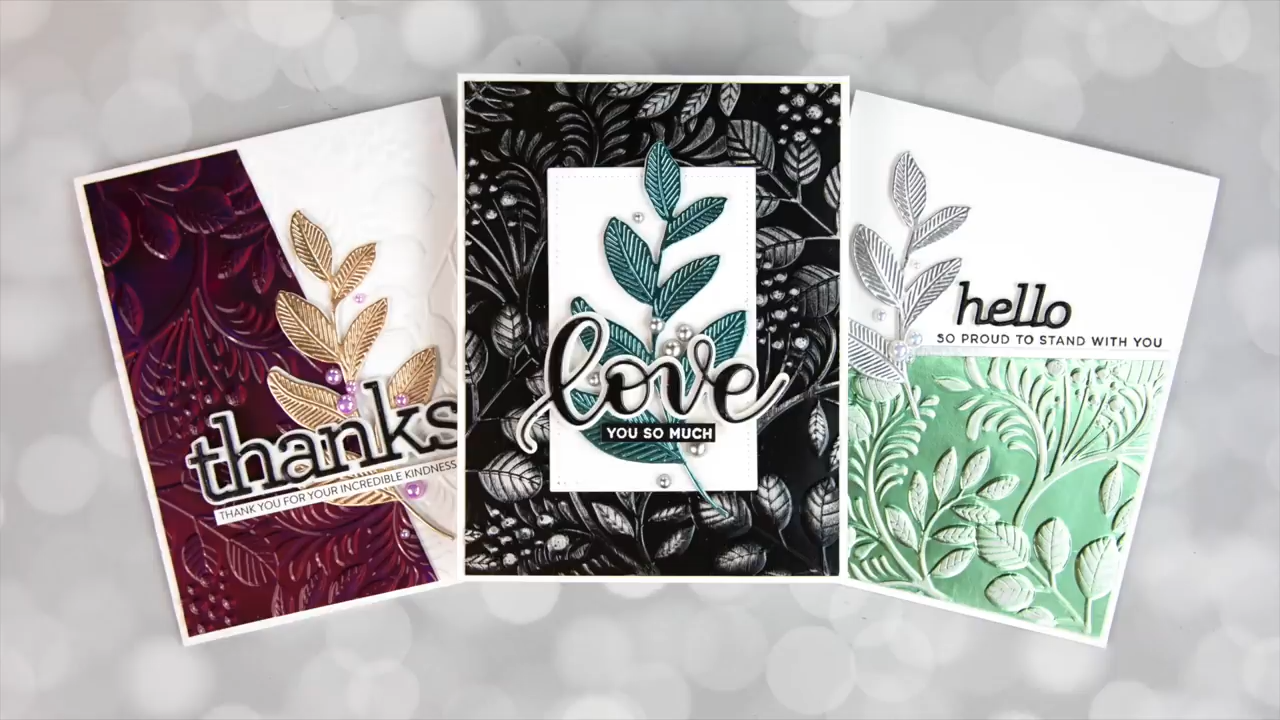 thanks
THANK YOU FOR YOUR INCREDIBLE KINDNESS
love
YOU SO MUCH
hello
SO PROUD TO STAND WITH YOU